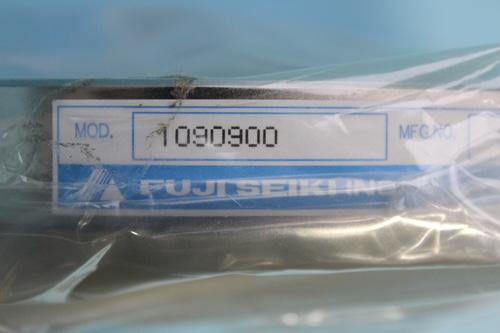 MOD. 1090900 MFG.NO.
FUJI SEIKI INC